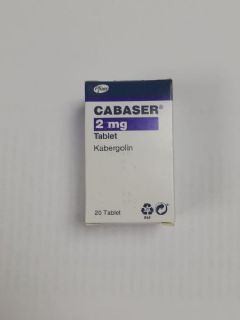 Pfizer
CABASER®
2 mg
Tablet
Kabergolin
20 Tablet